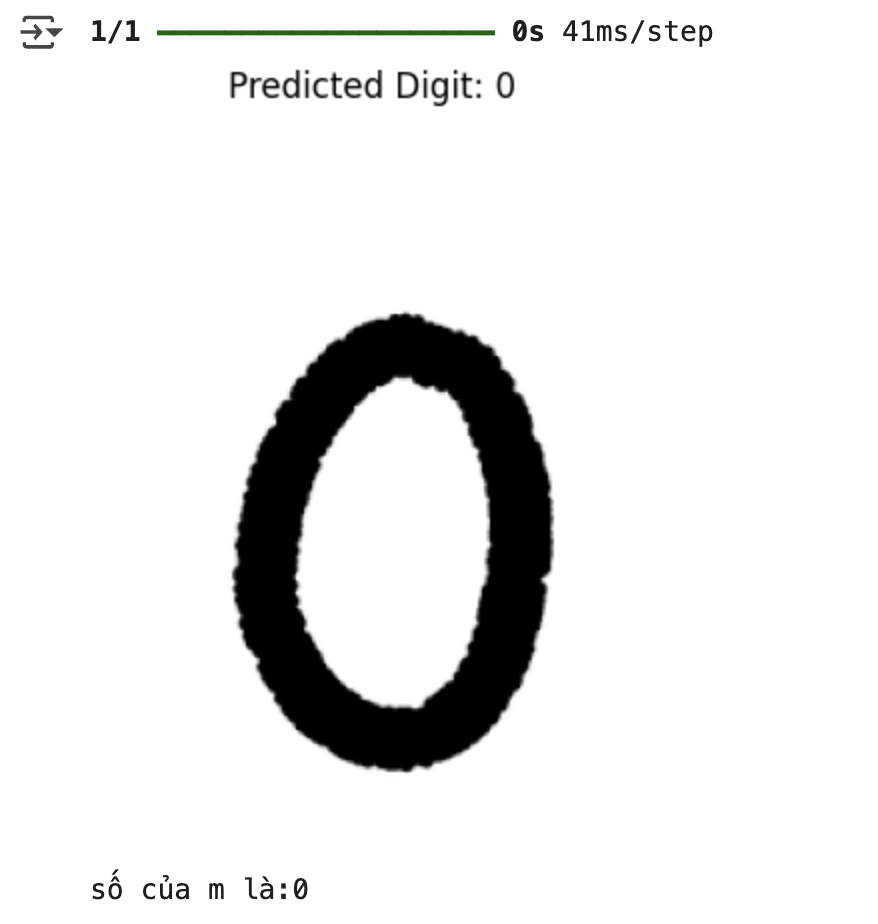 1/1 0s 41ms/step
Predicted Digit: 0
0
số của m là:0